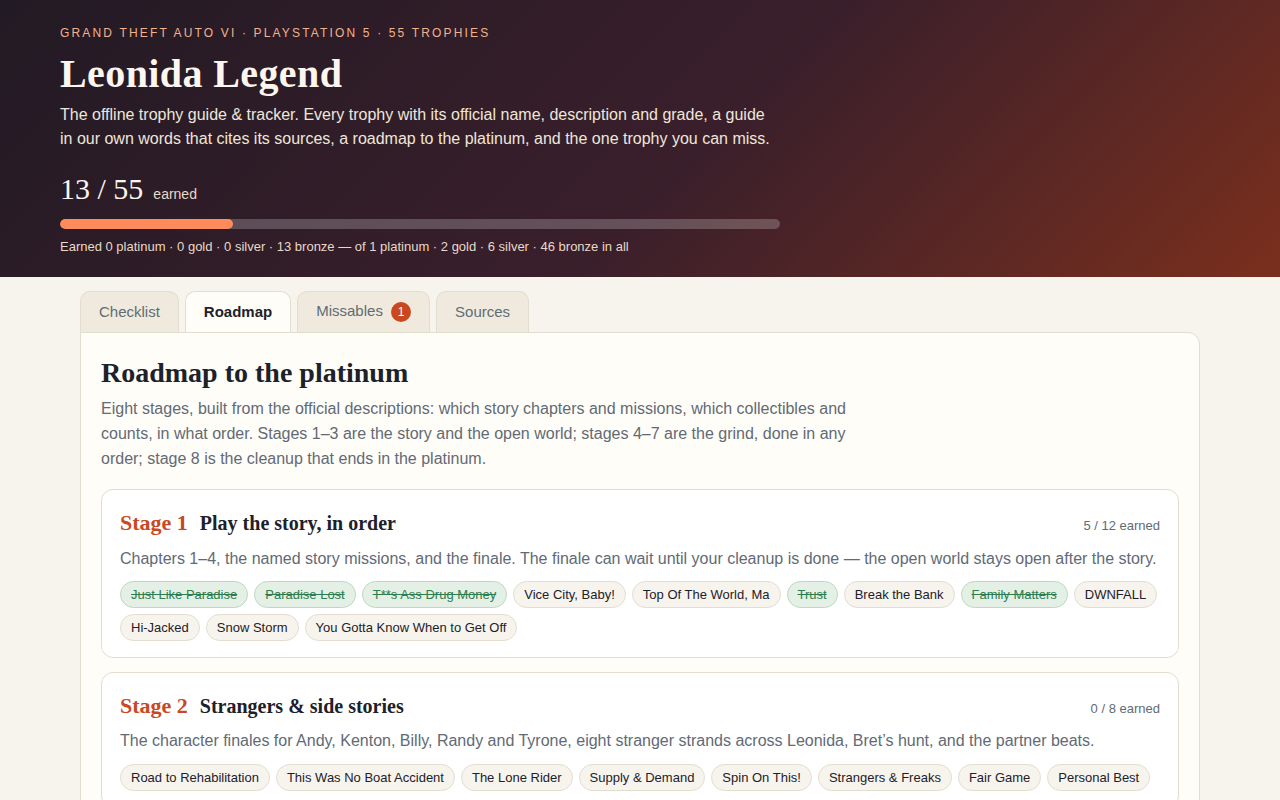 GRAND THEFT AUTO VI · PLAYSTATION 5 · 55 TROPHIES
Leonida Legend
The offline trophy guide & tracker. Every trophy with its official name, description and grade, a guide
in our own words that cites its sources, a roadmap to the platinum, and the one trophy you can miss.
13 / 55 earned
Earned 0 platinum · 0 gold · 0 silver · 13 bronze — of 1 platinum · 2 gold · 6 silver · 46 bronze in all
Checklist Roadmap Missables 1 Sources
Roadmap to the platinum
Eight stages, built from the official descriptions: which story chapters and missions, which collectibles and
counts, in what order. Stages 1–3 are the story and the open world; stages 4–7 are the grind, done in any
order; stage 8 is the cleanup that ends in the platinum.
Stage 1 Play the story, in order 5 / 12 earned
Chapters 1–4, the named story missions, and the finale. The finale can wait until your cleanup is done — the open world stays open after the story.
Just Like Paradise Paradise Lost T**s Ass Drug Money Vice City, Baby! Top Of The World, Ma Trust Break the Bank Family Matters DWNFALL
Hi-Jacked Snow Storm You Gotta Know When to Get Off
Stage 2 Strangers & side stories 0 / 8 earned
The character finales for Andy, Kenton, Billy, Randy and Tyrone, eight stranger strands across Leonida, Bret’s hunt, and the partner beats.
Road to Rehabilitation This Was No Boat Accident The Lone Rider Supply & Demand Spin On This! Strangers & Freaks Fair Game Personal Best